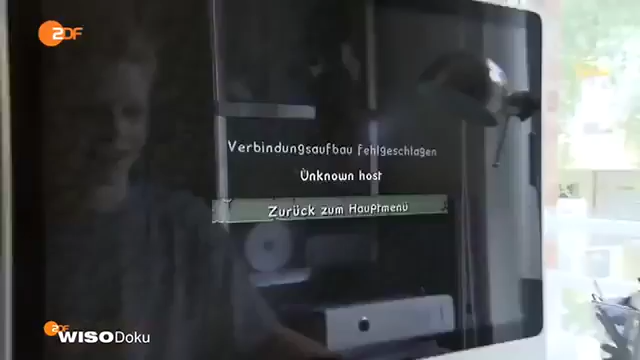 ZDF
Verbindungsaufbau fehlgeschlagen
Unknown host
Zurück zum Hauptmenü
ZDF
WISO Doku